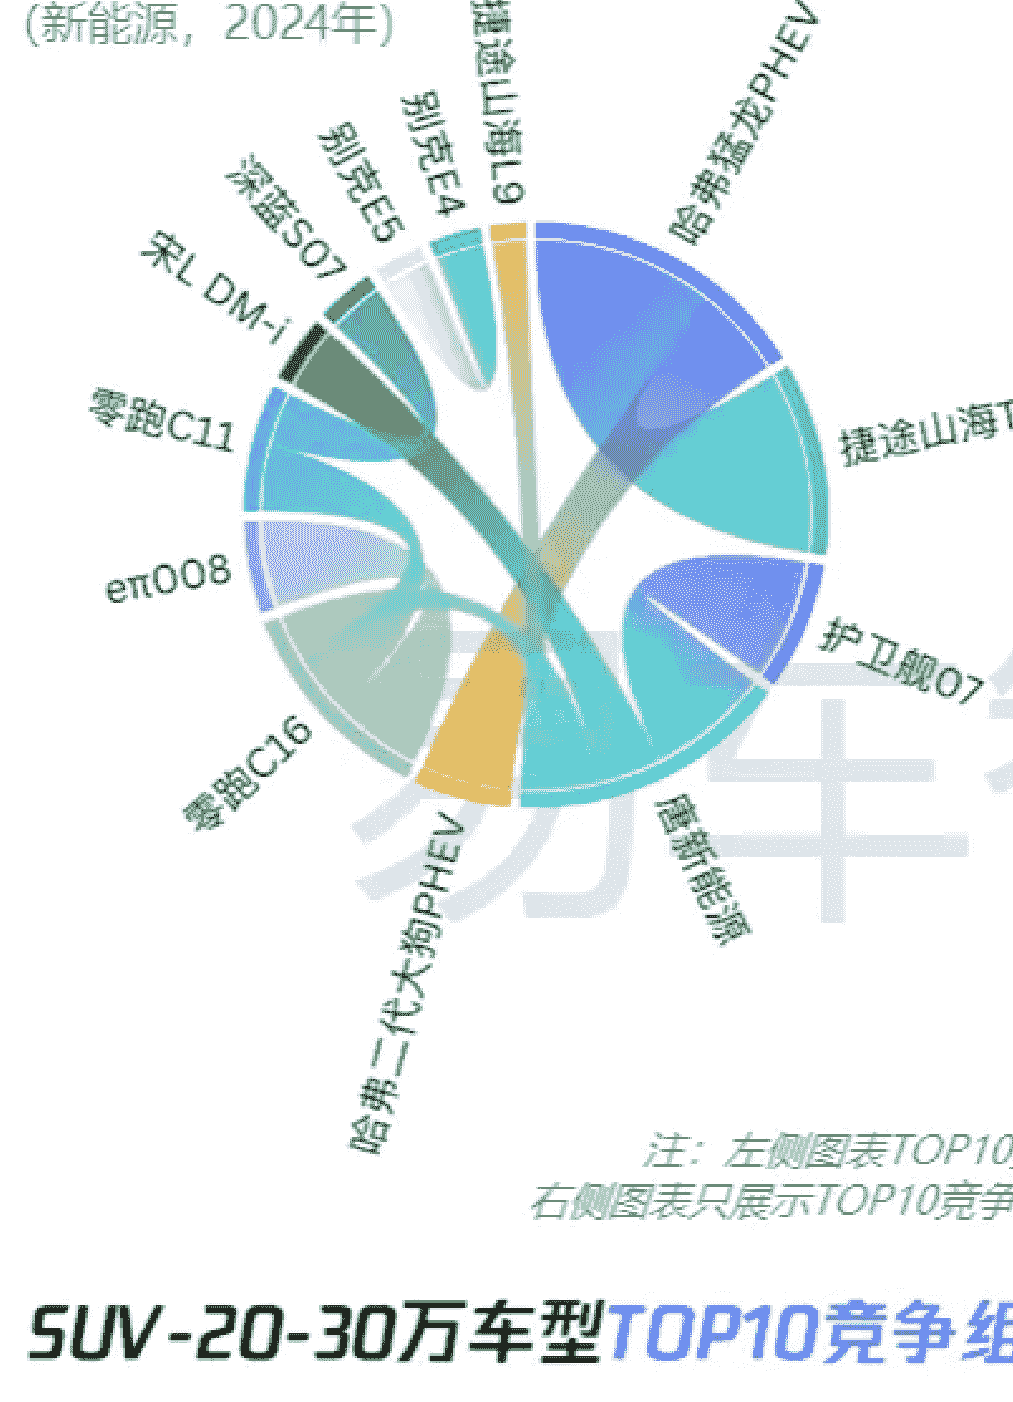 (新能源，2024年)
捷途山海L9
哈弗猛龙PHEV
别克E4
别克E5
深蓝S07
宋L DM-i
零跑C11
捷途山海T
eπ008
护卫舰07
零跑C16
唐新能源
哈弗二代大狗PHEV
易车
注：左侧图表TOP10
右侧图表只展示TOP10竞争
SUV-20-30万车型TOP10竞争组